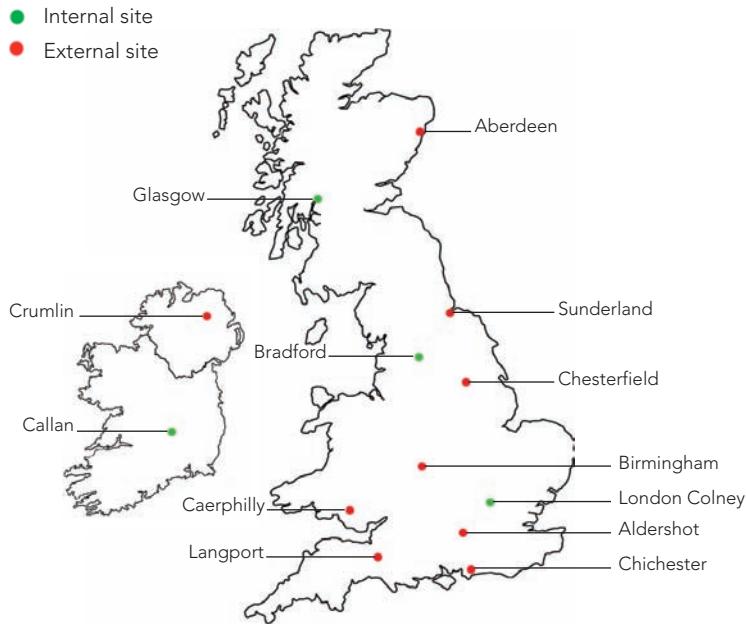 Internal site
External site
Aberdeen
Glasgow
Crumlin
Sunderland
Bradford
Chesterfield
Callan
Birmingham
Caerphilly
London Colney
Aldershot
Langport
Chichester